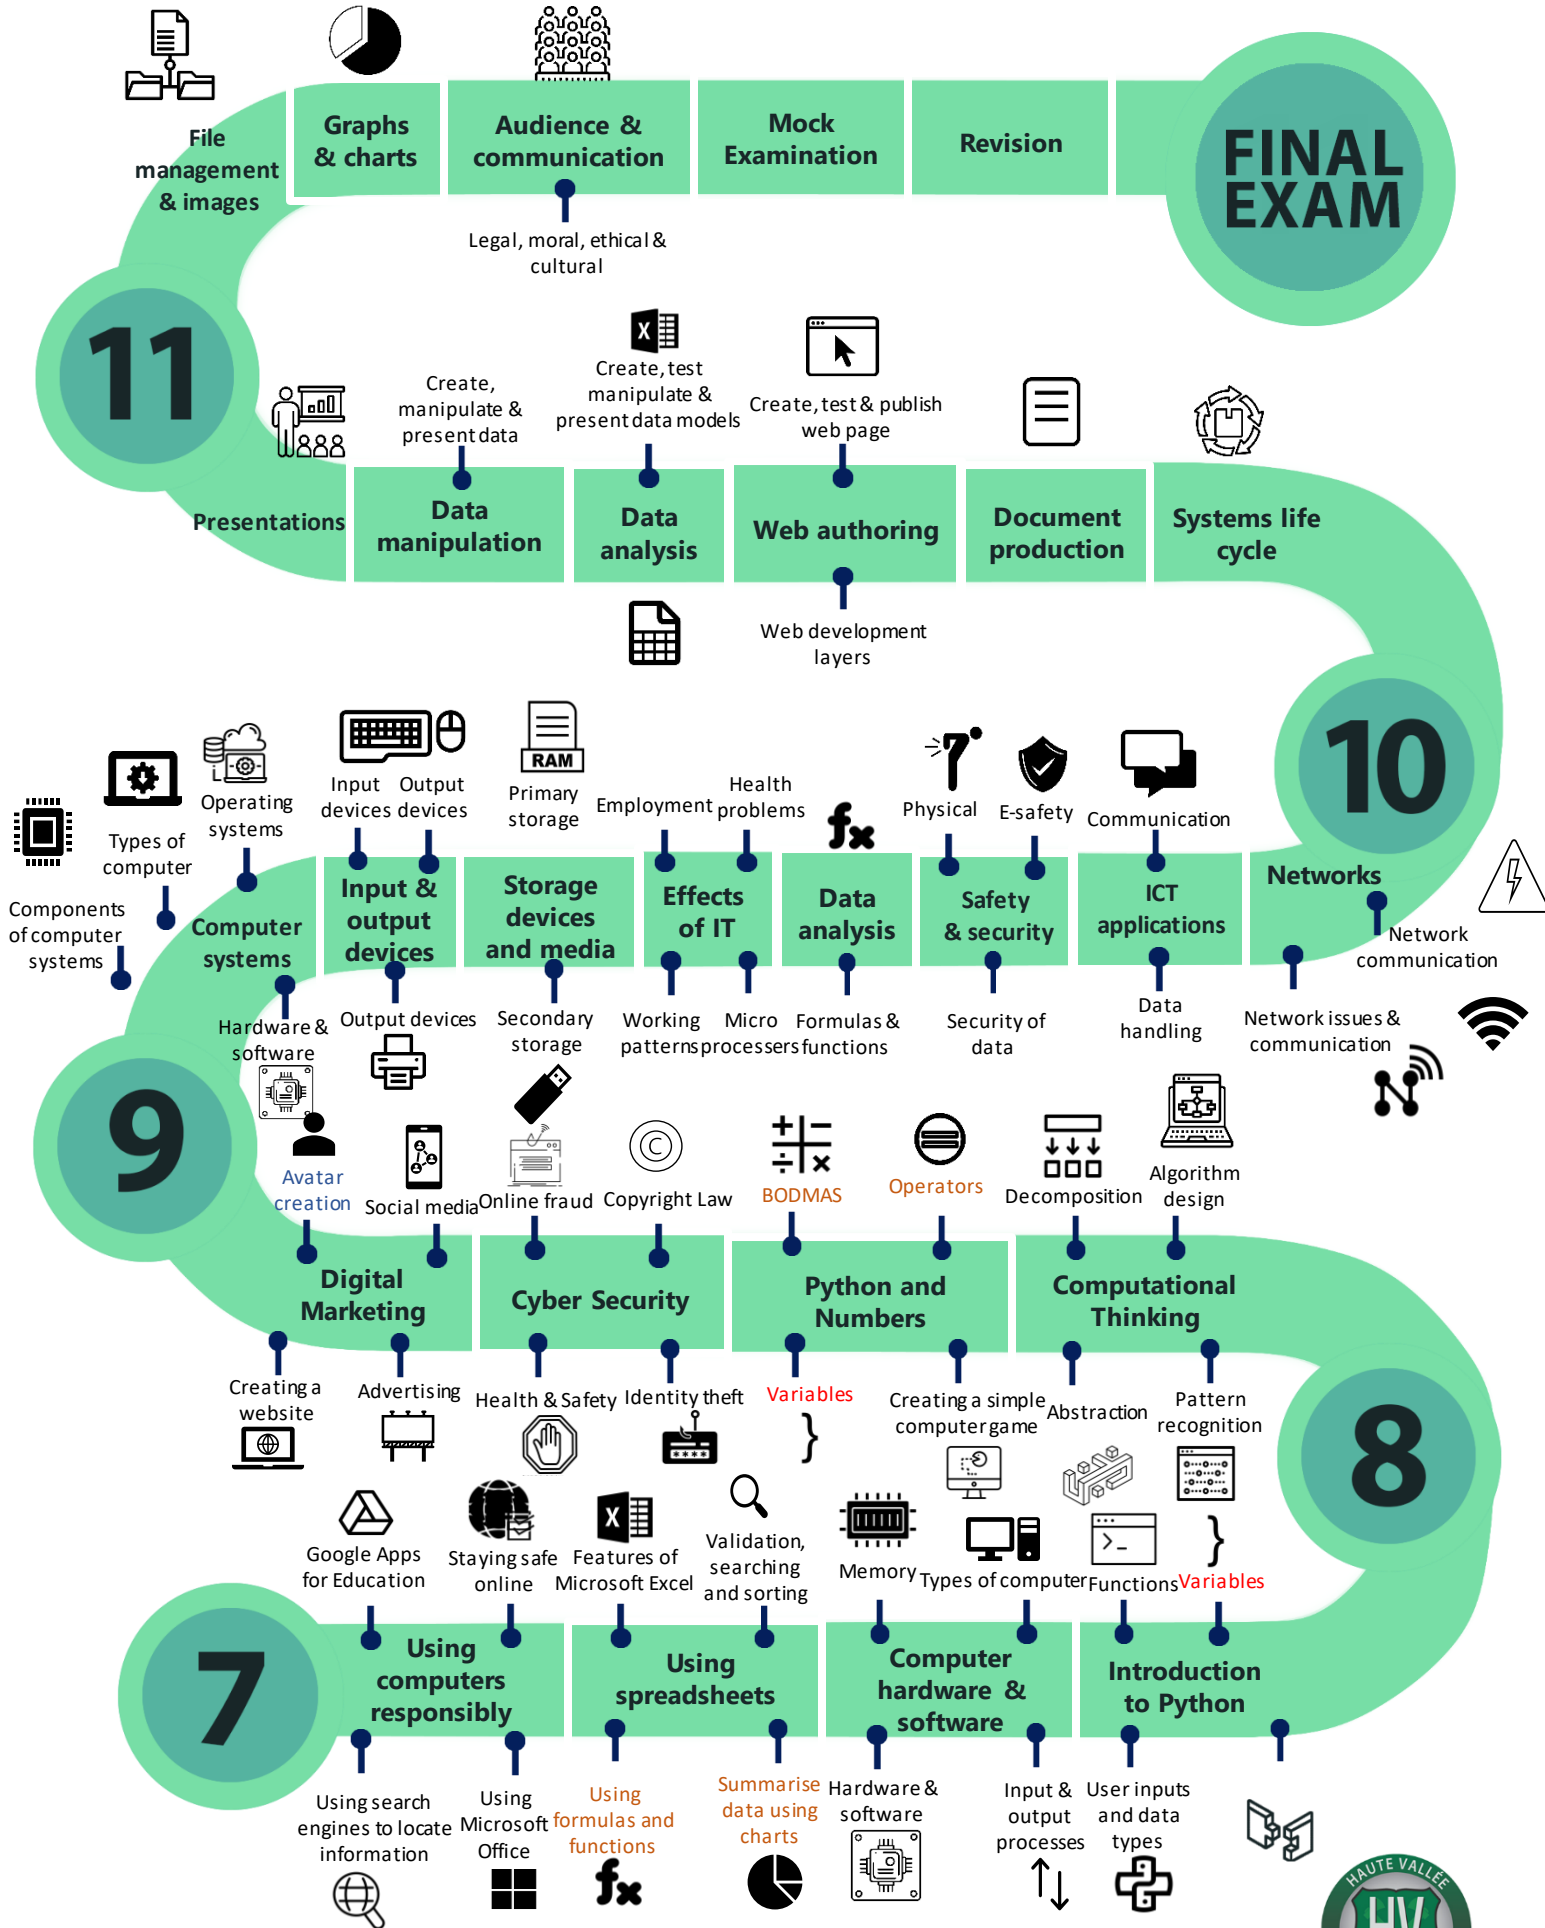 File
management
& images
Graphs
& charts
Audience &
communication
Mock
Examination
Revision
FINAL
EXAM
Legal, moral, ethical &
cultural
11
Create,
manipulate &
present data
X
Create, test
manipulate &
present data models
Create, test & publish
web page
Presentations
Data
manipulation
Data
analysis
Web authoring
Document
production
Systems life
cycle
Web development
layers
10
Components
of computer
systems
Types of
computer
Operating
systems
Input
devices
Output
devices
RAM
Primary
storage
Employment
Health
problems
fx
Physical
E-safety
Communication
Computer
systems
Input &
output
devices
Storage
devices
and media
Effects
of IT
Data
analysis
Safety
& security
ICT
applications
Networks
Network
communication
Hardware &
software
Output devices
Secondary
storage
Working
patterns
Micro
processers
Formulas &
functions
Security of
data
Data
handling
Network issues &
communication
N
9
Avatar
creation
Social media
Online fraud
C
Copyright Law
BODMAS
Operators
Decomposition
Algorithm
design
Digital
Marketing
Cyber Security
Python and
Numbers
Computational
Thinking
Creating a
website
Advertising
Health & Safety
Identity theft
****
Variables
}
Creating a simple
computer game
Abstraction
Pattern
recognition
8
Google Apps
for Education
Staying safe
online
X
Features of
Microsoft Excel
Validation,
searching
and sorting
Memory
Types of computer
>_
Functions
}
Variables
7
Using
computers
responsibly
Using
spreadsheets
Computer
hardware &
software
Introduction
to Python
Using search
engines to locate
information
Using
Microsoft
Office
Using
formulas and
functions
fx
Summarise
data using
charts
Hardware &
software
Input &
output
processes
User inputs
and data
types
HAUTE VALLÉE
HV